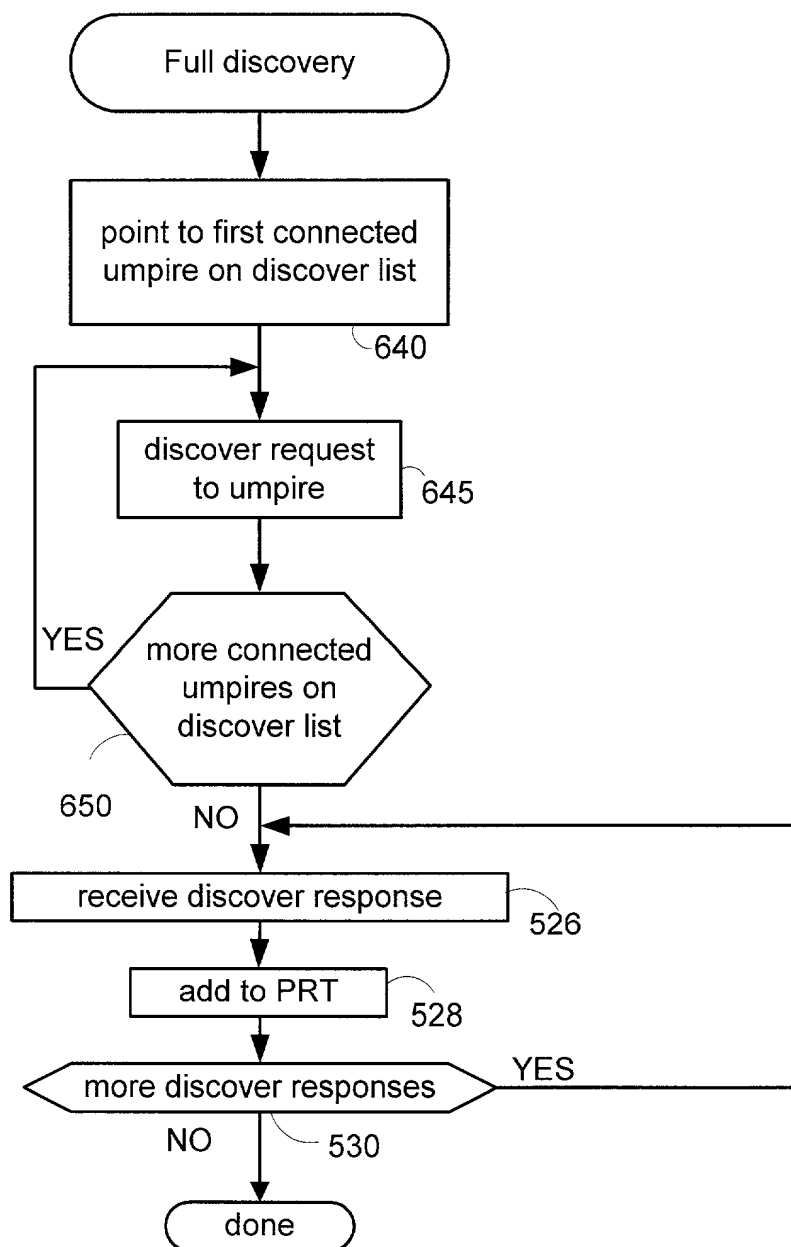 Full discovery
point to first connected
umpire on discover list
640
discover request
to umpire
645
YES
more connected
umpires on
discover list
650
NO
receive discover response
526
add to PRT
528
more discover responses
YES
530
NO
done